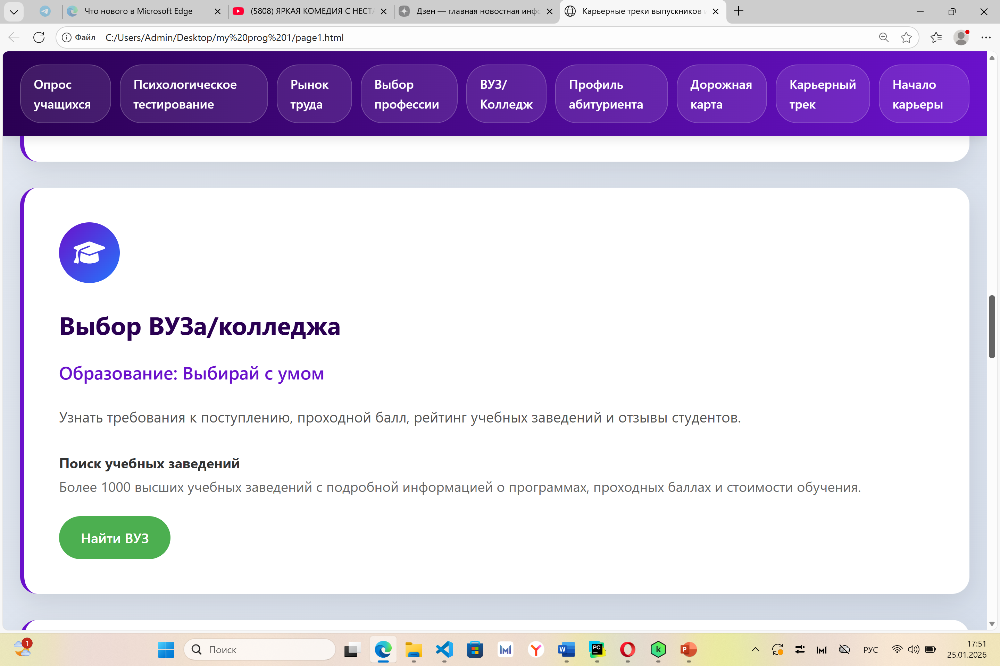 Что нового в Microsoft Edge
(5808) ЯРКАЯ КОМЕДИЯ С НЕСТА
Дзен — главная новостная инфо
Карьерные треки выпускников и
Файл C:/Users/Admin/Desktop/my%20prog%201/page1.html
Опрос учащихся
Психологическое тестирование
Рынок труда
Выбор профессии
ВУЗ/ Колледж
Профиль абитуриента
Дорожная карта
Карьерный трек
Начало карьеры
Выбор ВУЗа/колледжа
Образование: Выбирай с умом
Узнать требования к поступлению, проходной балл, рейтинг учебных заведений и отзывы студентов.
Поиск учебных заведений
Более 1000 высших учебных заведений с подробной информацией о программах, проходных баллах и стоимости обучения.
Найти ВУЗ
1
Поиск
W
PC
k
P
РУС
17:51
25.01.2026